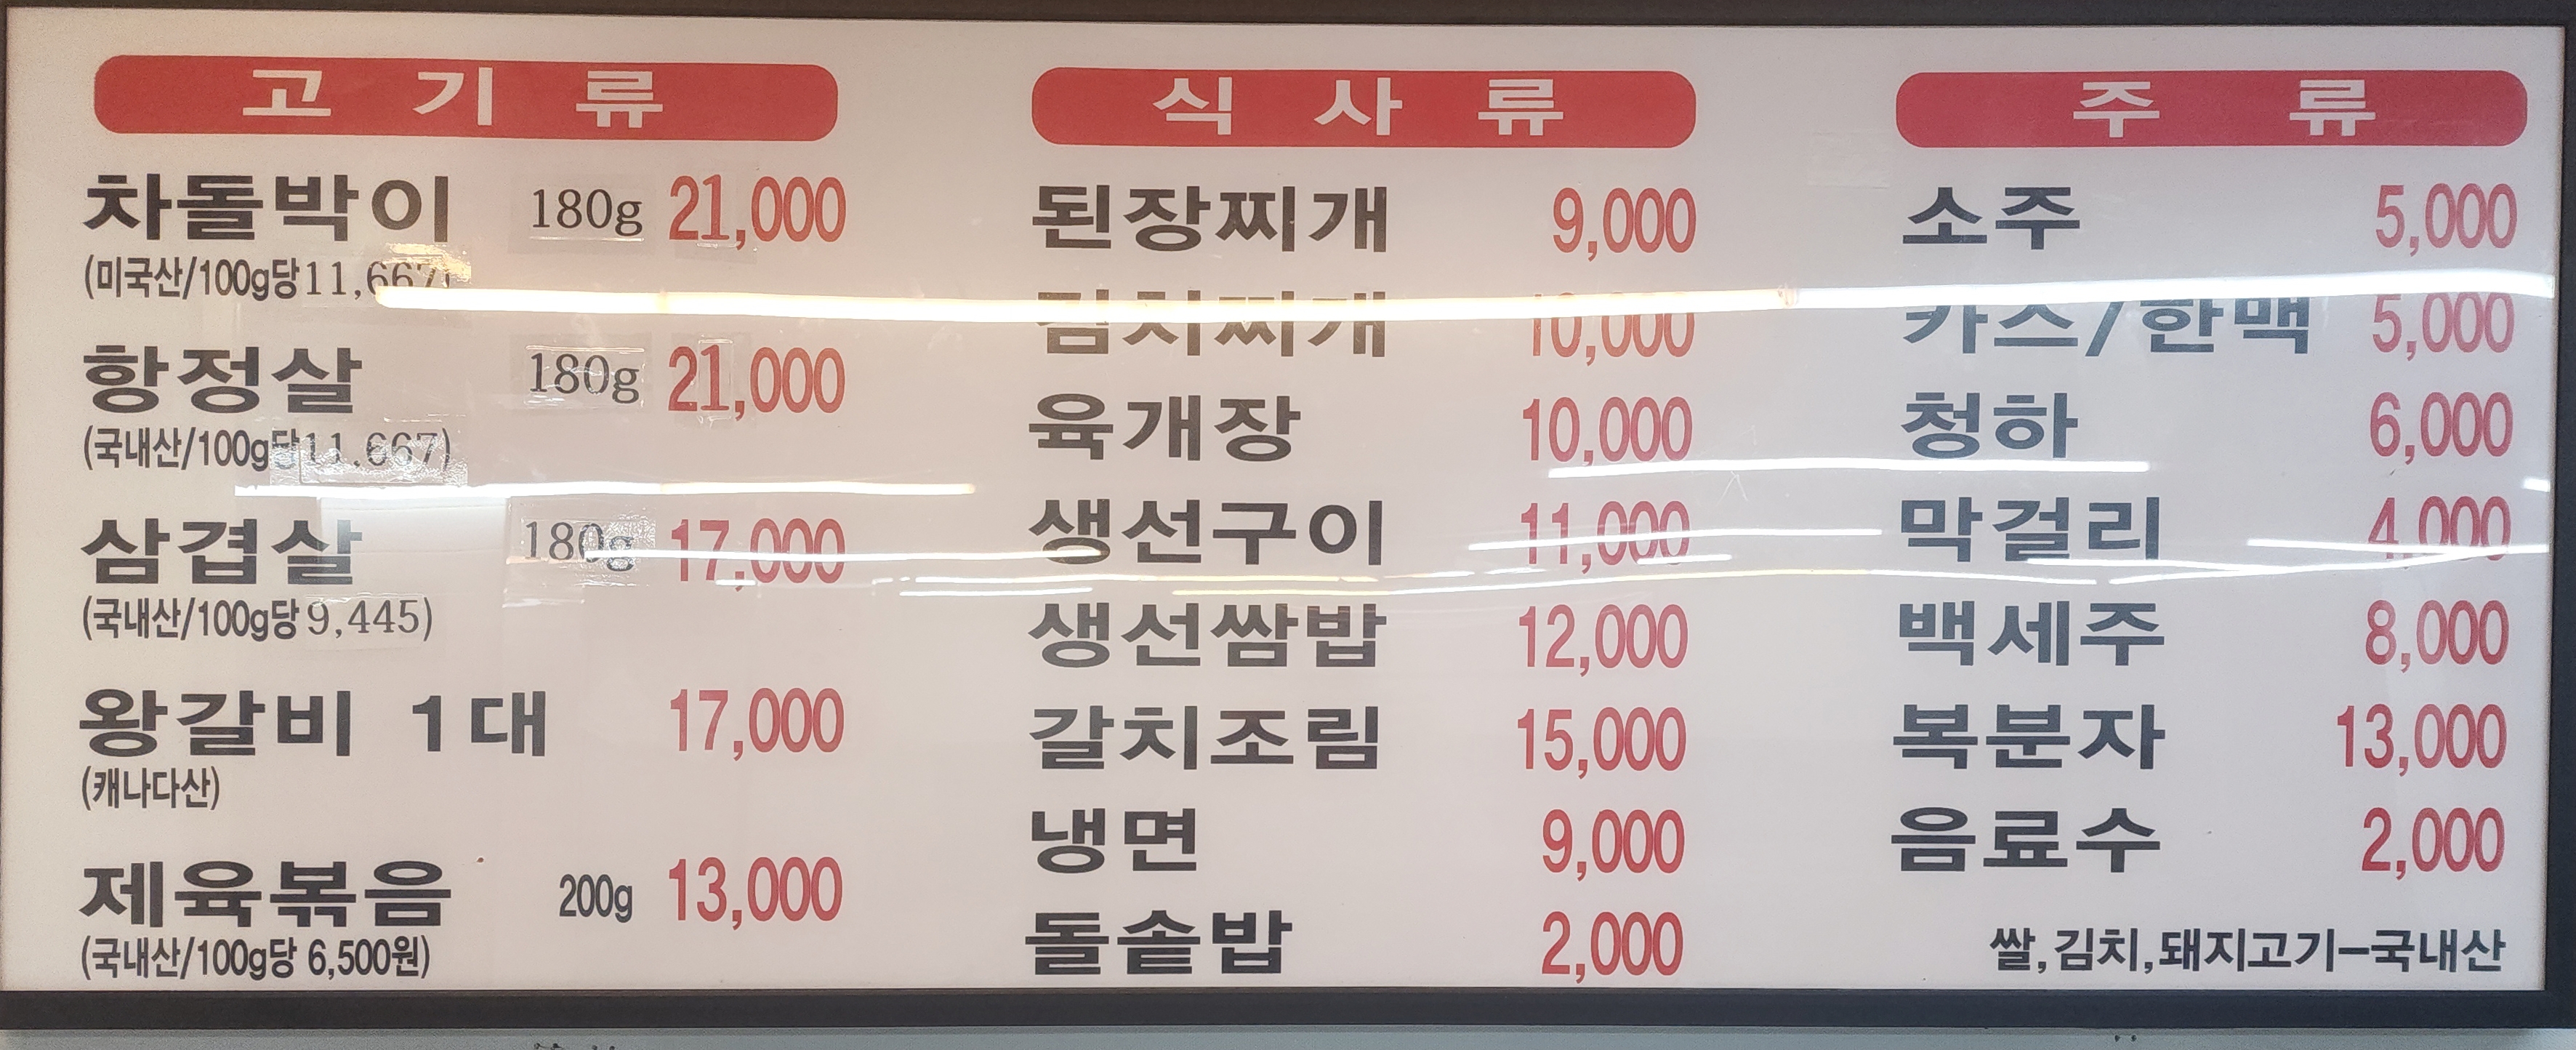 고 기 류
차돌박이 180g 21,000
(미국산/100g당 11,667)
항정살 180g 21,000
(국내산/100g당 11.667)
삼겹살 180g 17,000
(국내산/100g당 9,445)
왕갈비 1대 17,000
(캐나다산)
제육볶음 200g 13,000
(국내산/100g당 6,500원)
식 사 류
된장찌개 9,000
김치찌개 10,000
육개장 10,000
생선구이 11,000
생선쌈밥 12,000
갈치조림 15,000
냉면 9,000
돌솥밥 2,000
주 류
소주 5,000
카스/한맥 5,000
청하 6,000
막걸리 4,000
백세주 8,000
복분자 13,000
음료수 2,000
쌀,김치,돼지고기-국내산